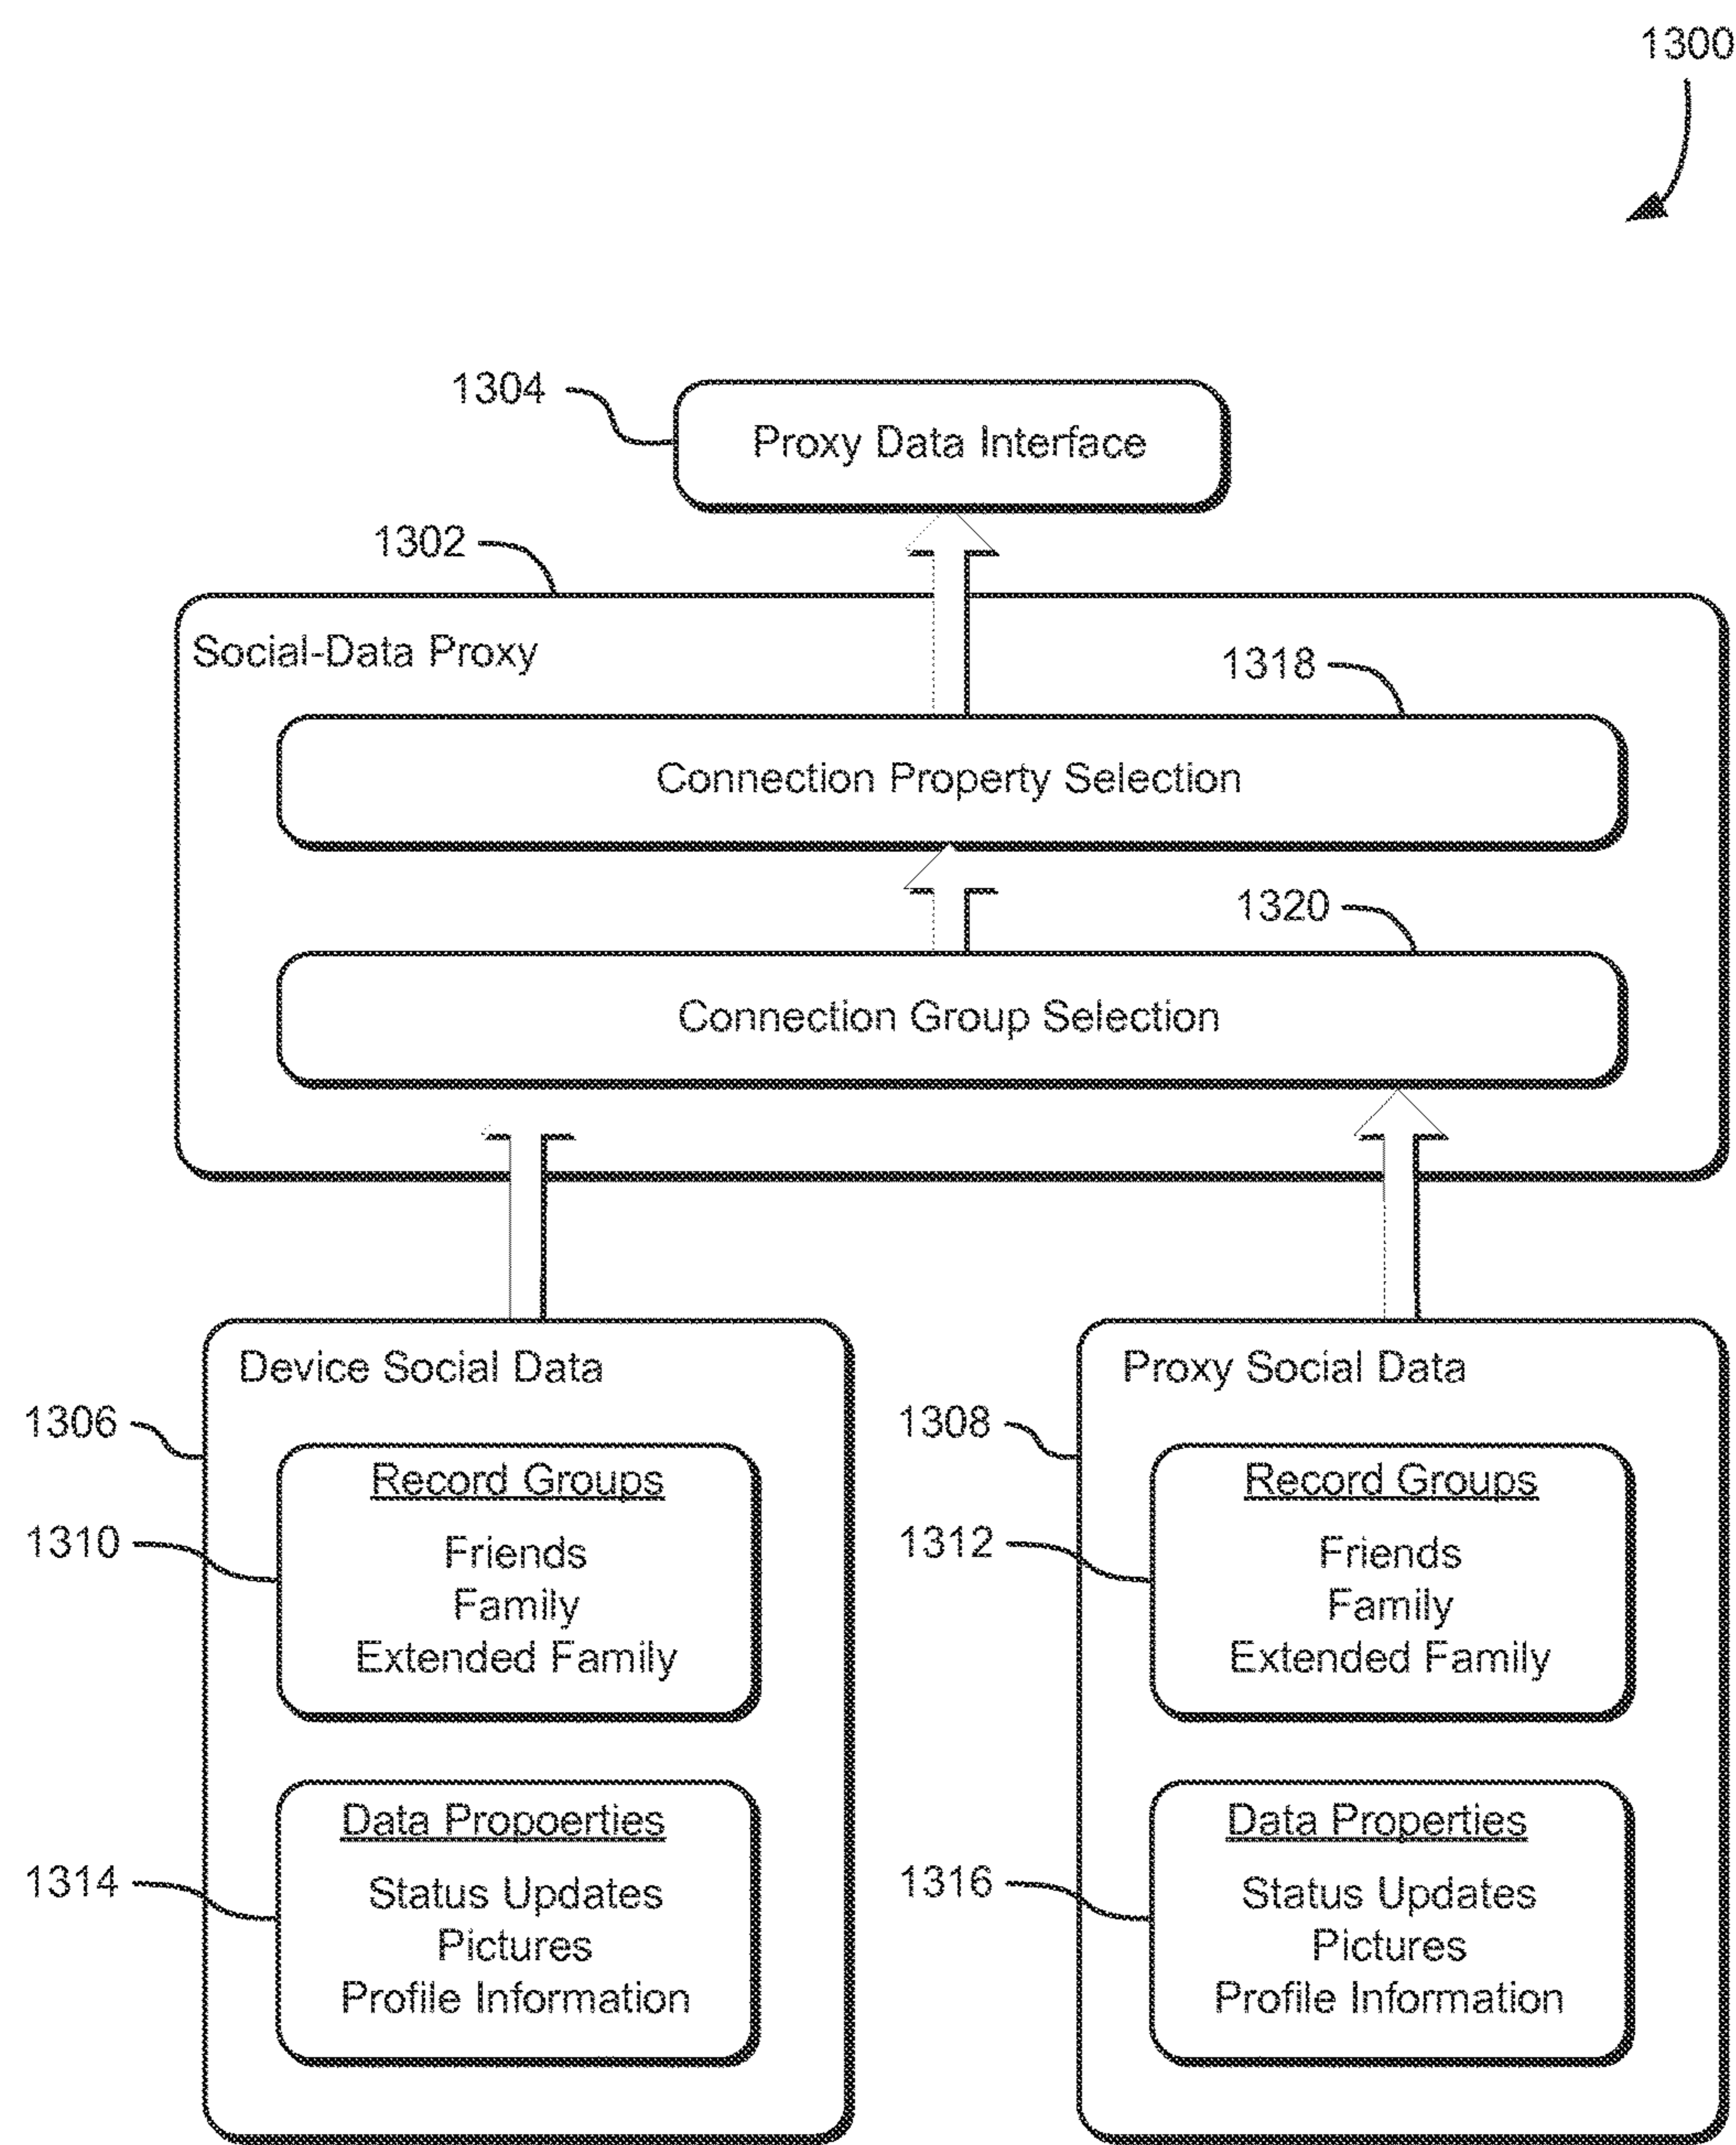 1300
1304
Proxy Data Interface
1302
Social-Data Proxy
1318
Connection Property Selection
1320
Connection Group Selection
Device Social Data
1306
Record Groups
1310
Friends
Family
Extended Family
Data Propoerties
1314
Status Updates
Pictures
Profile Information
Proxy Social Data
1308
Record Groups
1312
Friends
Family
Extended Family
Data Properties
1316
Status Updates
Pictures
Profile Information